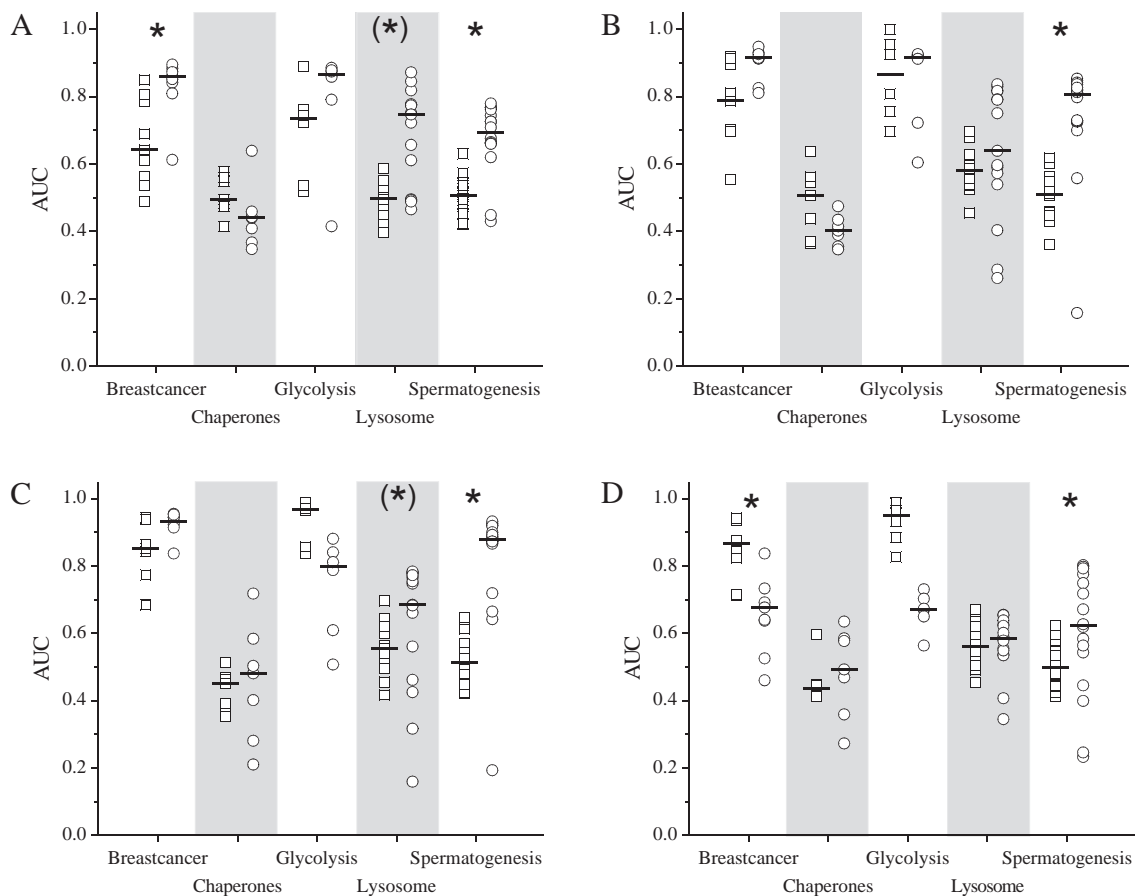 A
B
1.0
0.8
0.6
0.4
0.2
0.0
AUC
*
(*)
*
Breastcancer
Glycolysis
Spermatogenesis
Chaperones
Lysosome
1.0
0.8
0.6
0.4
0.2
0.0
AUC
*
Bteastcancer
Glycolysis
Spermatogenesis
Chaperones
Lysosome
C
D
1.0
0.8
0.6
0.4
0.2
0.0
AUC
(*)
*
Breastcancer
Glycolysis
Spermatogenesis
Chaperones
Lysosome
1.0
0.8
0.6
0.4
0.2
0.0
AUC
*
*
Breastcancer
Glycolysis
Spermatogenesis
Chaperones
Lysosome